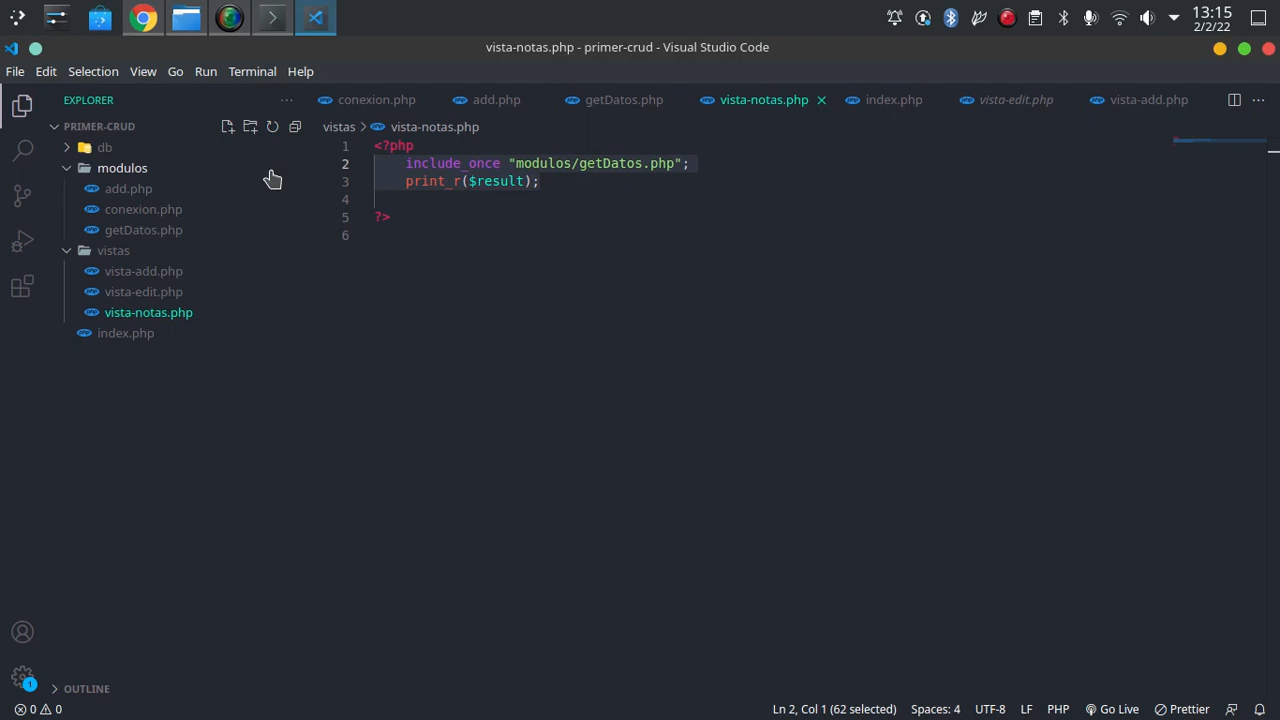 13:15
2/2/22
vista-notas.php - primer-crud - Visual Studio Code
File Edit Selection View Go Run Terminal Help
EXPLORER
conexion.php add.php getDatos.php vista-notas.php index.php vista-edit.php vista-add.php
PRIMER-CRUD
vistas > vista-notas.php
db
modulos
add.php
conexion.php
getDatos.php
vistas
vista-add.php
vista-edit.php
vista-notas.php
index.php
1 <?php
2 include_once "modulos/getDatos.php";
3 print_r($result);
4
5 ?>
6
1
OUTLINE
0 0 Ln 2, Col 1 (62 selected) Spaces: 4 UTF-8 LF PHP Go Live Prettier